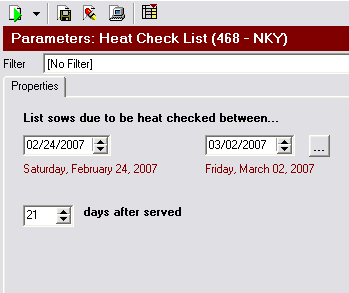 Parameters: Heat Check List (468 - NKY)
Filter [No Filter]
Properties
List sows due to be heat checked between...
02/24/2007 03/02/2007 ...
Saturday, February 24, 2007 Friday, March 02, 2007
21 days after served